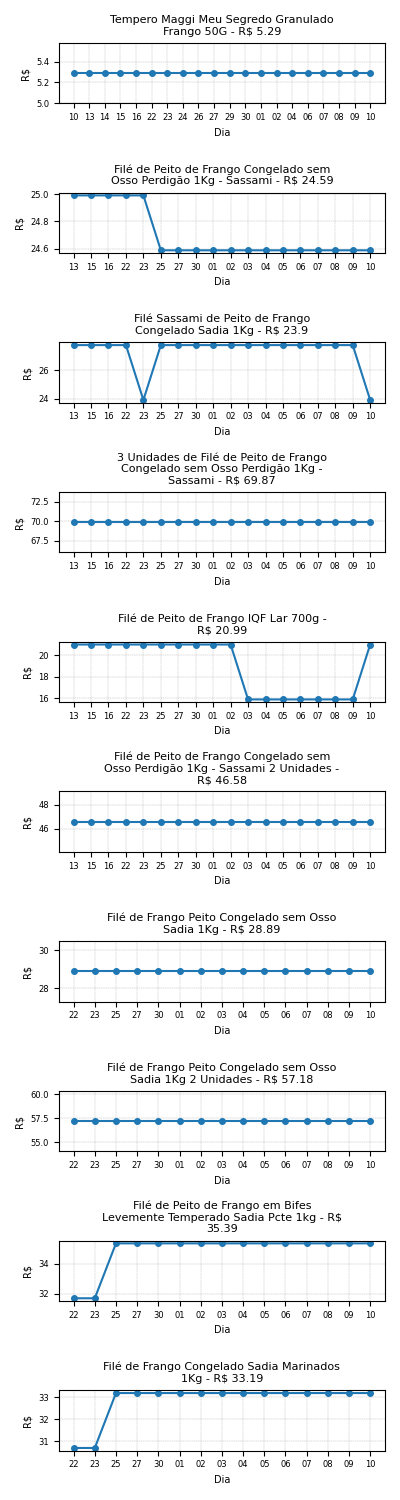 Tempero Maggi Meu Segredo Granulado
Frango 50G - R$ 5.29
5.4
5.2
5.0
R$
10 13 14 15 16 22 23 24 26 27 29 30 01 02 04 06 07 10
Dia
Filé de Peito de Frango Congelado sem
Osso Perdigão 1Kg - Sassami - R$ 24.59
25.0
24.8
24.6
R$
13 15 16 22 23 25 27 30 01 02 03 04 05 06 07 08 09 10
Dia
Filé Sassami de Peito de Frango
Congelado Sadia 1Kg - R$ 23.9
26
24
R$
13 15 16 22 23 25 27 30 01 02 03 04 05 06 07 08 09 10
Dia
3 Unidades de Filé de Peito de Frango
Congelado sem Osso Perdigão 1Kg -
Sassami - R$ 69.87
72.5
70.0
67.5
R$
13 15 16 22 23 25 27 30 01 02 03 04 05 06 07 08 09 10
Dia
Filé de Peito de Frango IQF Lar 700g -
R$ 20.99
20
18
16
R$
13 15 16 22 23 25 27 30 01 02 03 04 05 06 07 08 09 10
Dia
Filé de Peito de Frango Congelado sem
Osso Perdigão 1Kg - Sassami 2 Unidades -
R$ 46.58
48
46
R$
13 15 16 22 23 25 27 30 01 02 03 04 05 06 07 08 09 10
Dia
Filé de Frango Peito Congelado sem Osso
Sadia 1Kg - R$ 28.89
30
28
R$
22 23 25 27 30 01 02 03 04 05 06 07 08 09 10
Dia
Filé de Frango Peito Congelado sem Osso
Sadia 1Kg 2 Unidades - R$ 57.18
60.0
57.5
55.0
R$
22 23 25 27 30 01 02 03 04 05 06 07 08 09 10
Dia
Filé de Peito de Frango em Bifes
Levemente Temperado Sadia Pcte 1kg - R$
35.39
34
32
R$
22 23 25 27 30 01 02 03 04 05 06 07 08 09 10
Dia
Filé de Frango Congelado Sadia Marinados
1Kg - R$ 33.19
33
32
31
R$
22 23 25 27 30 01 02 03 04 05 06 07 08 09 10
Dia